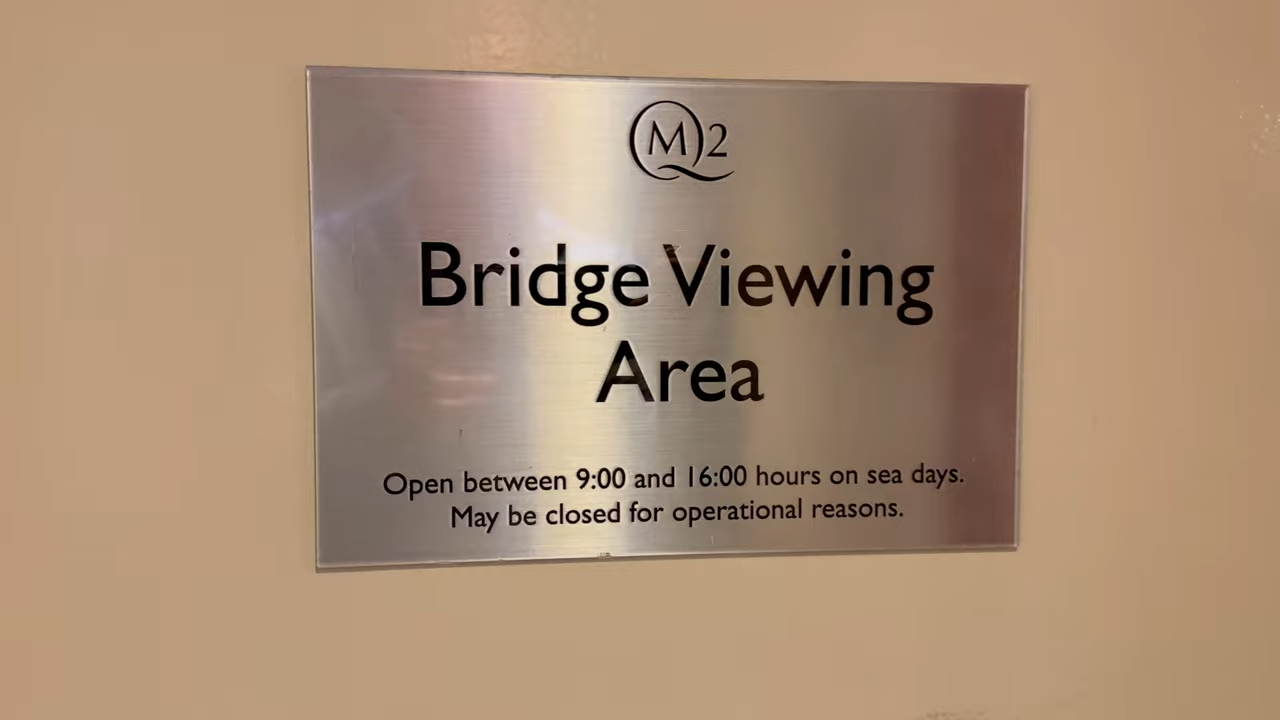 QM2
Bridge Viewing
Area
Open between 9:00 and 16:00 hours on sea days.
May be closed for operational reasons.